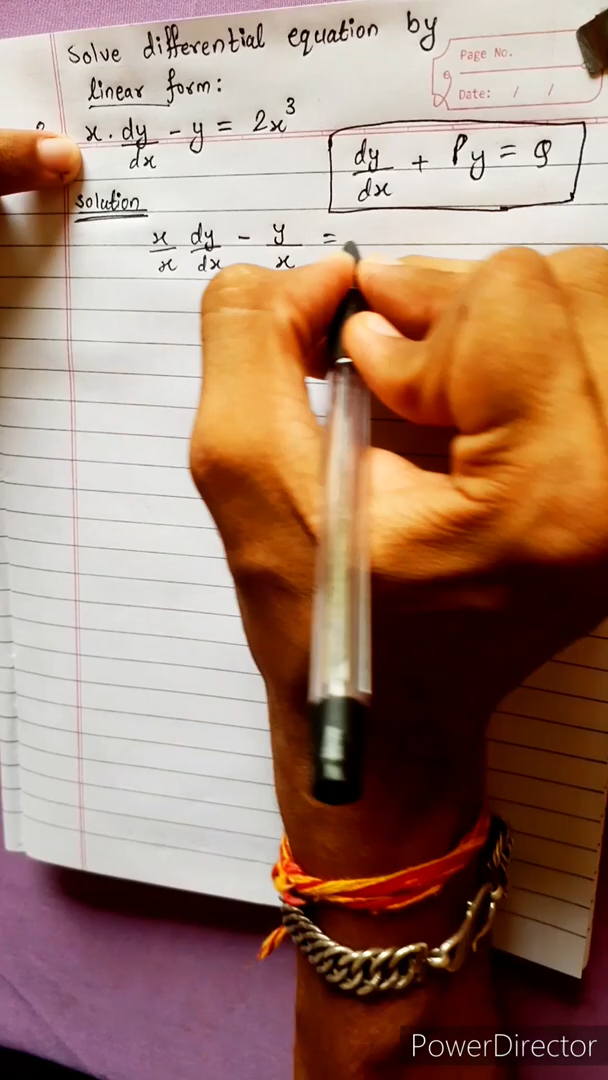 Solve differential equation by
linear form:
Page No.
Date: / /
x . dy/dx - y = 2x³
dy/dx + Py = Q
solution
x/x dy/dx - y/x =
PowerDirector